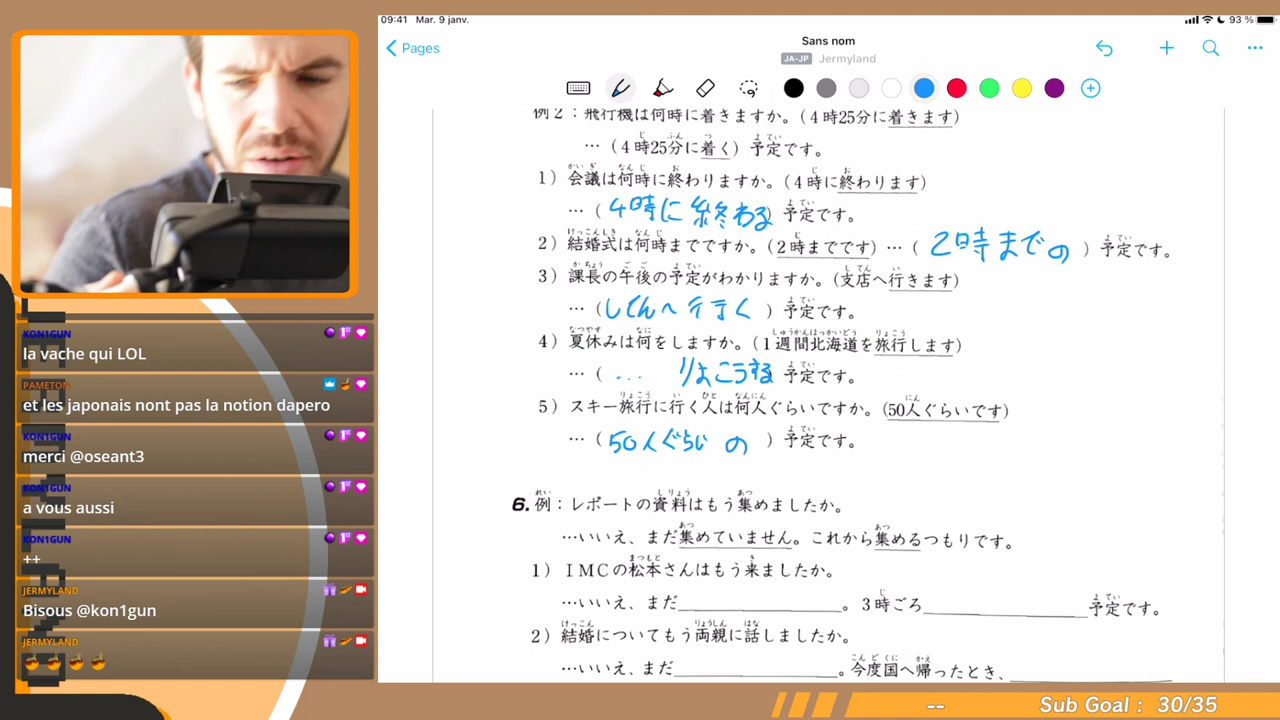 09:41 Mar. 9 janv.
93 %
Pages
Sans nom
JA-JP Jermyland
例2：飛行機は何時に着きますか。（4時25分に着きます）
…（4時25分に着く）予定です。
1）会議は何時に終わりますか。（4時に終わります）
…（4時に終わる）予定です。
2）結婚式は何時までですか。（2時までです）…（2時までの）予定です。
3）課長の午後の予定がわかりますか。（支店へ行きます）
…（してんへ行く）予定です。
4）夏休みは何をしますか。（1週間北海道を旅行します）
…（... りょこうする 予定です。
5）スキー旅行に行く人は何人ぐらいですか。（50人ぐらいです）
…（50人ぐらいの）予定です。
6. 例：レポートの資料はもう集めましたか。
…いいえ、まだ集めていません。これから集めるつもりです。
1）IMCの松本さんはもう来ましたか。
…いいえ、まだ＿＿＿＿。3時ごろ＿＿＿＿予定です。
2）結婚についてもう両親に話しましたか。
…いいえ、まだ＿＿＿＿。今度国へ帰ったとき、＿＿＿＿
KON1GUN
la vache qui LOL
PAMETON
et les japonais nont pas la notion dapero
KON1GUN
merci @oseant3
KON1GUN
a vous aussi
KON1GUN
++
JERMYLAND
Bisous @kon1gun
JERMYLAND
--
Sub Goal : 30/35